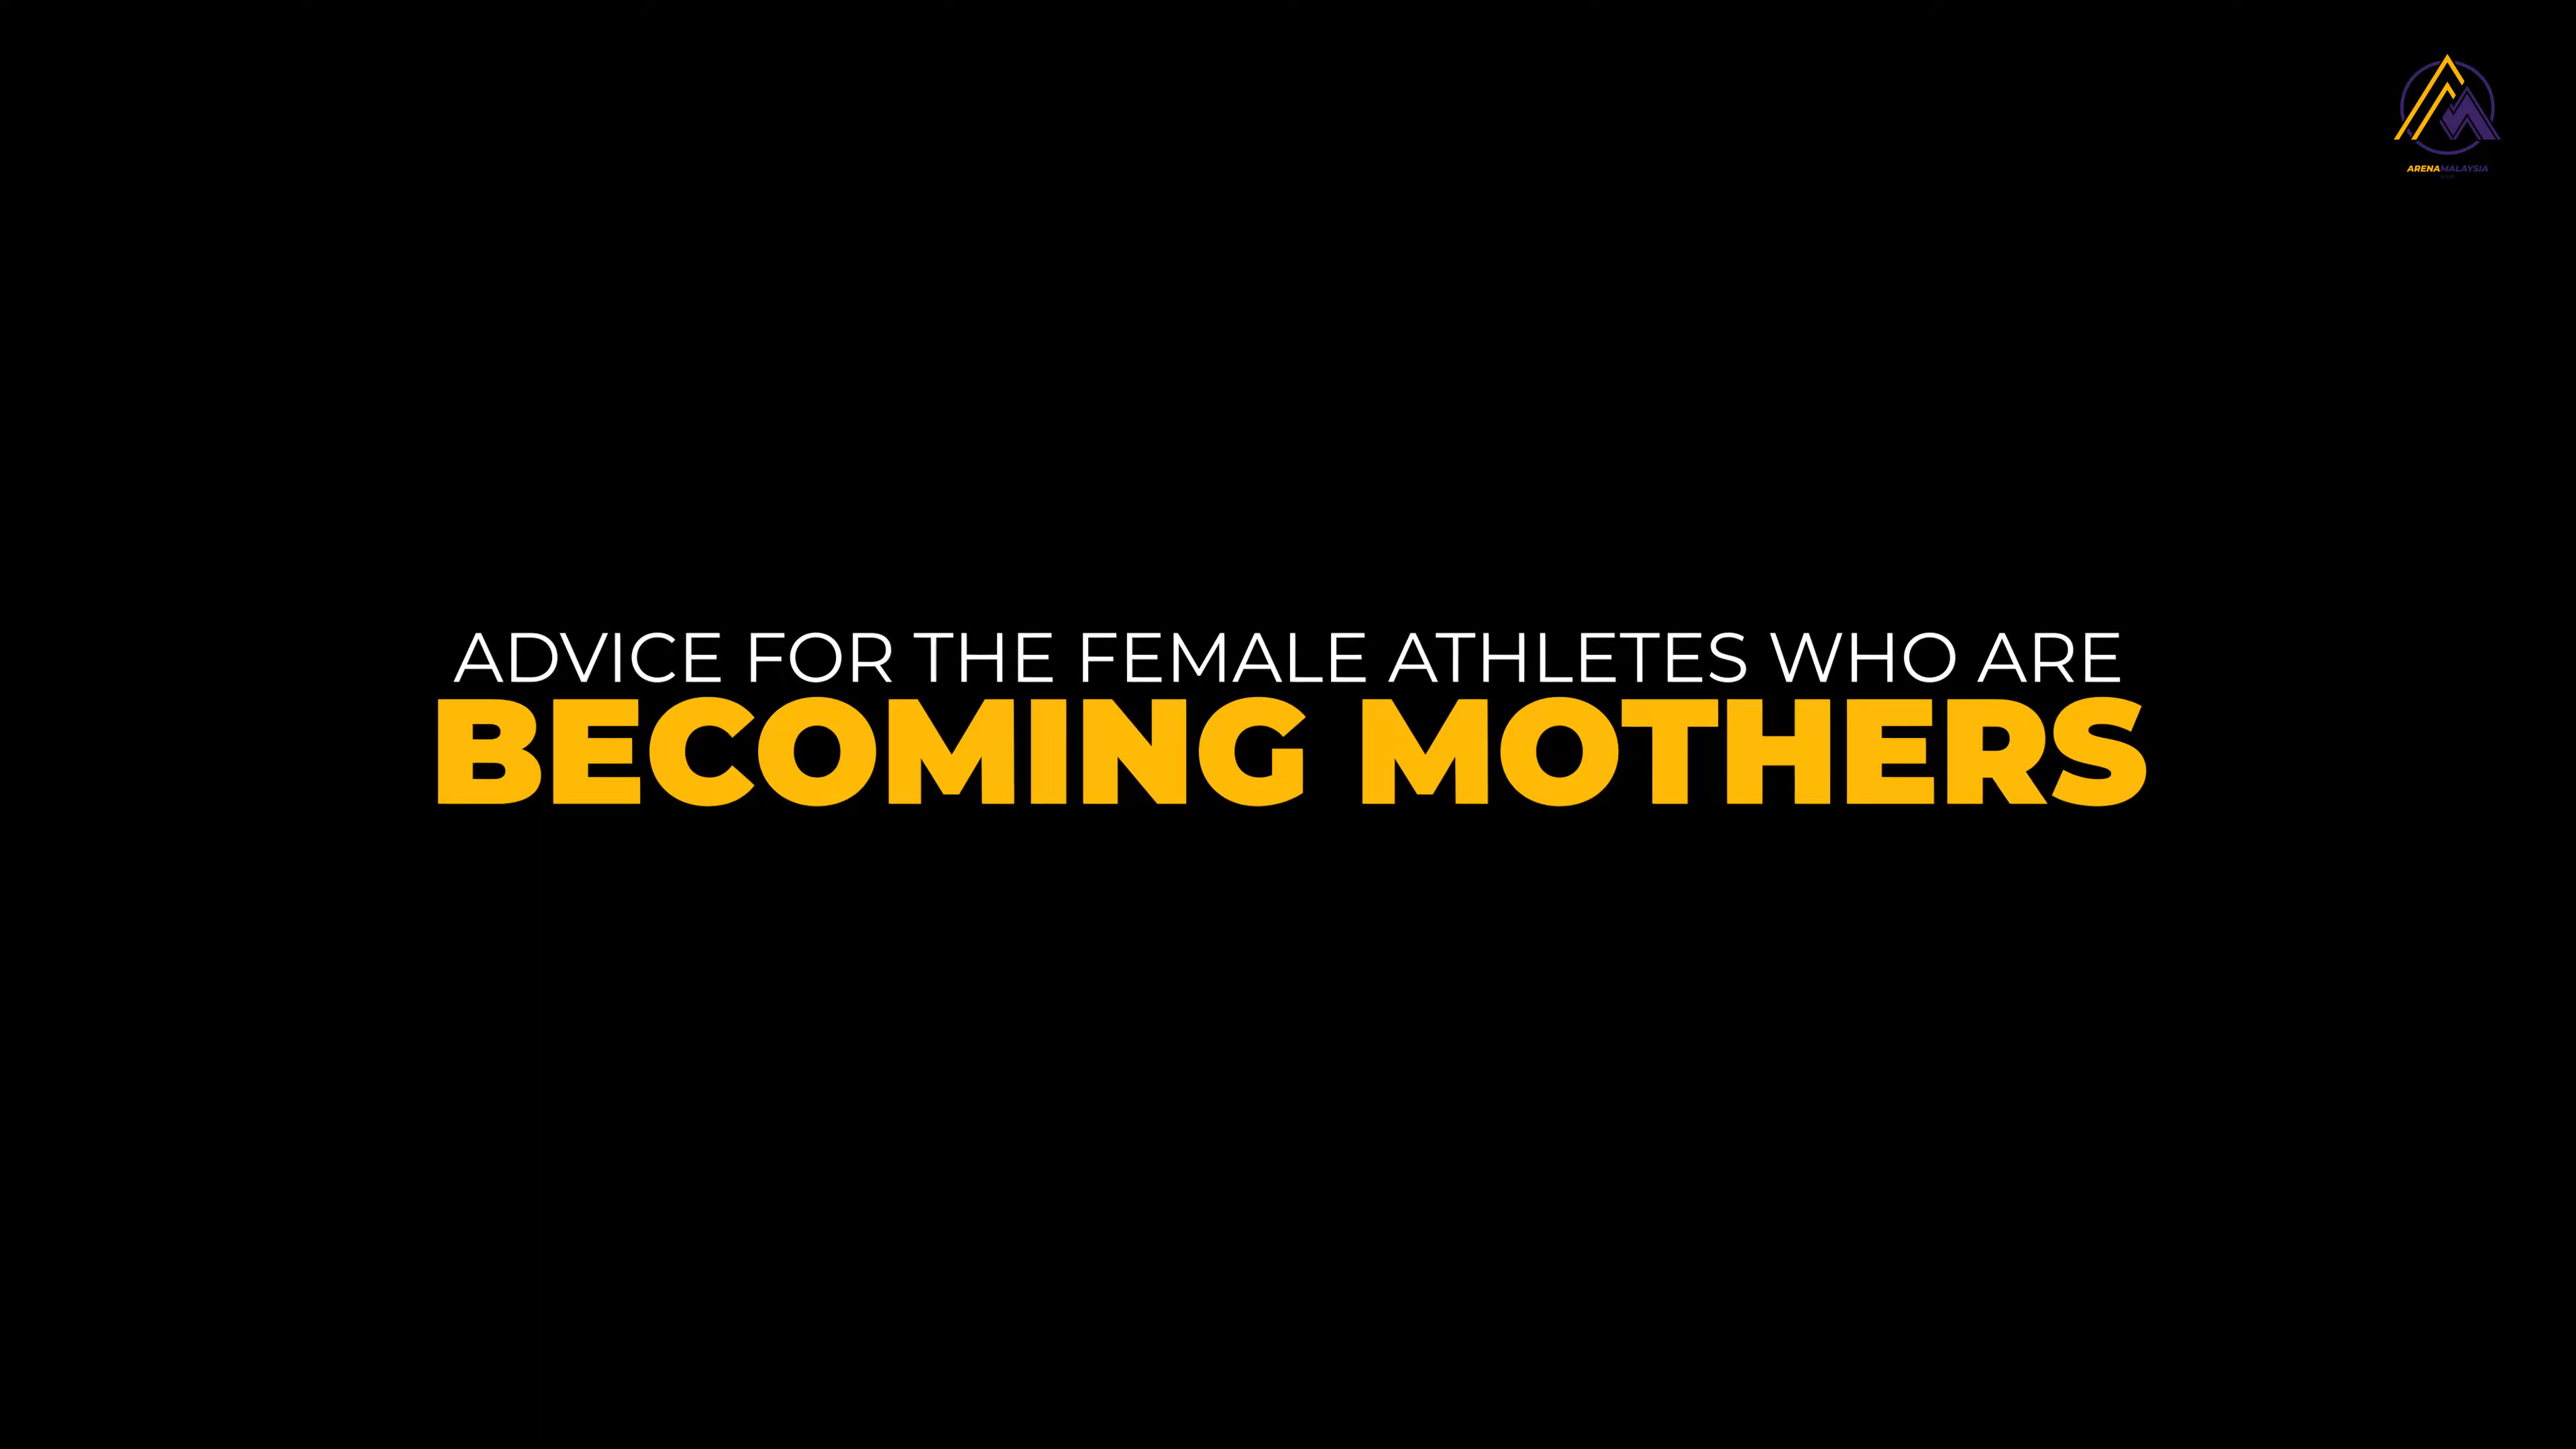 ARENAMALAYSIA
ADVICE FOR THE FEMALE ATHLETES WHO ARE
BECOMING MOTHERS